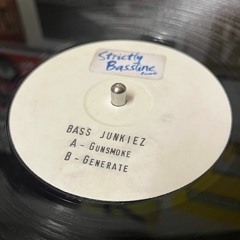 Strictly
Bassline
BASS JUNKIEZ
A - GUNSMOKE
B - GENERATE